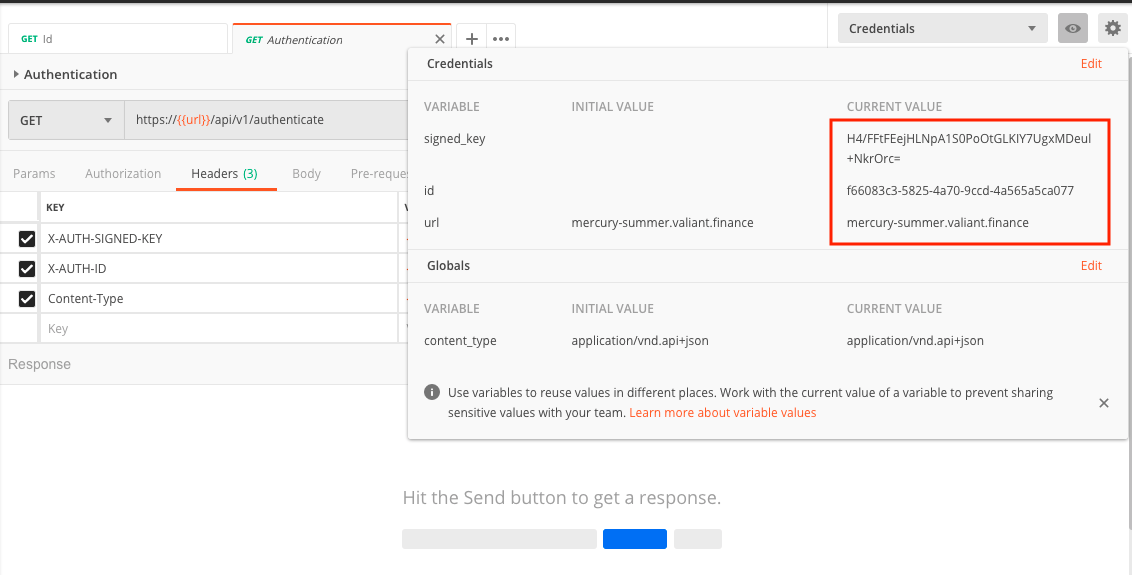 GET Id
GET Authentication
Credentials
Authentication
GET https://{{url}}/api/v1/authenticate
Params Authorization Headers (3) Body Pre-reque
KEY
X-AUTH-SIGNED-KEY
X-AUTH-ID
Content-Type
Key
Response
Credentials Edit
VARIABLE INITIAL VALUE CURRENT VALUE
signed_key H4/FFtFEejHLNpA1S0PoOtGLKlY7UgxMDeul
+NkrOrc=
id f66083c3-5825-4a70-9ccd-4a565a5ca077
url mercury-summer.valiant.finance mercury-summer.valiant.finance
Globals Edit
VARIABLE INITIAL VALUE CURRENT VALUE
content_type application/vnd.api+json application/vnd.api+json
Use variables to reuse values in different places. Work with the current value of a variable to prevent sharing
sensitive values with your team. Learn more about variable values
Hit the Send button to get a response.